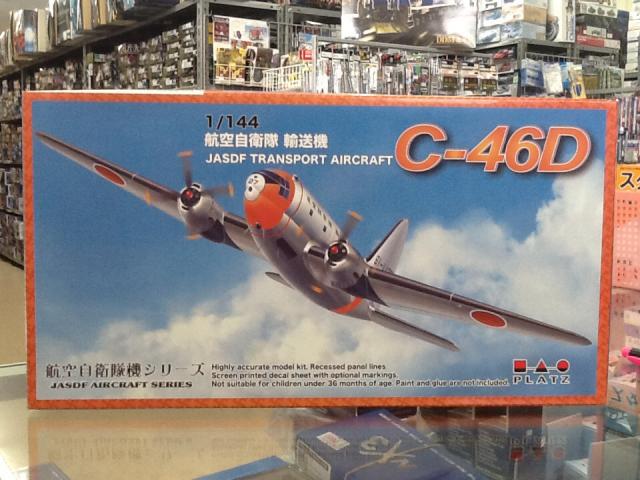 1/144
航空自衛隊 輸送機
JASDF TRANSPORT AIRCRAFT
C-46D
航空自衛隊機シリーズ
JASDF AIRCRAFT SERIES
Highly accurate model kit. Recessed panel lines
Screen printed decal sheet with optional markings.
Not suitable for children under 36 months of age. Paint and glue are not included.
PLATZ